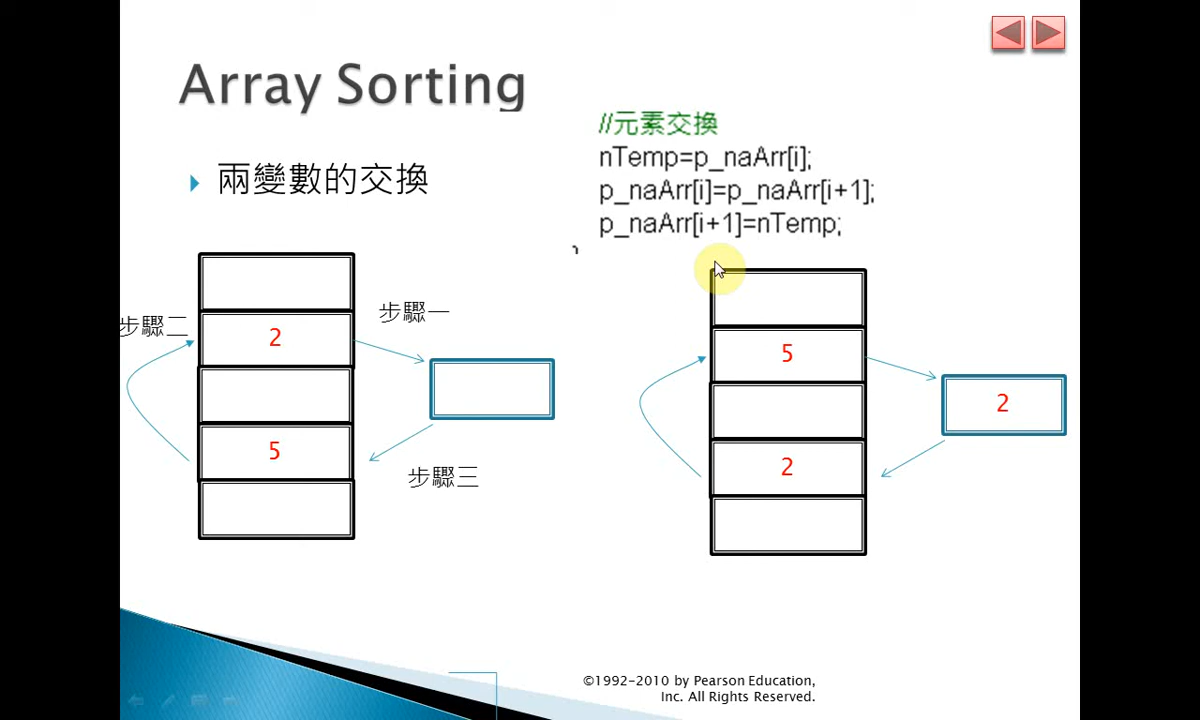 Array Sorting
兩變數的交換
//元素交換
nTemp=p_naArr[i];
p_naArr[i]=p_naArr[i+1];
p_naArr[i+1]=nTemp;
步驟一
步驟二
2
5
步驟三
5
2
2
©1992-2010 by Pearson Education,
Inc. All Rights Reserved.